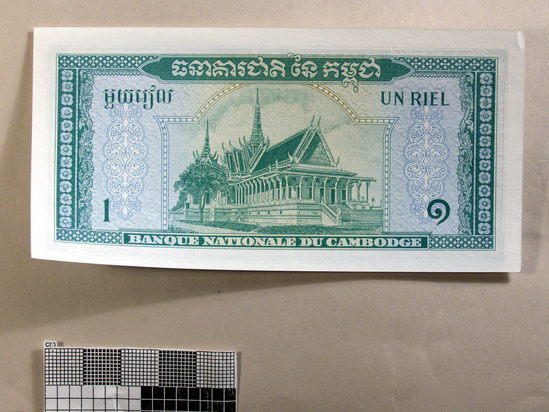 ធនាគារជាតិ នៃ កម្ពុជា
មួយរៀល
UN RIEL
1
១
BANQUE NATIONALE DU CAMBODGE